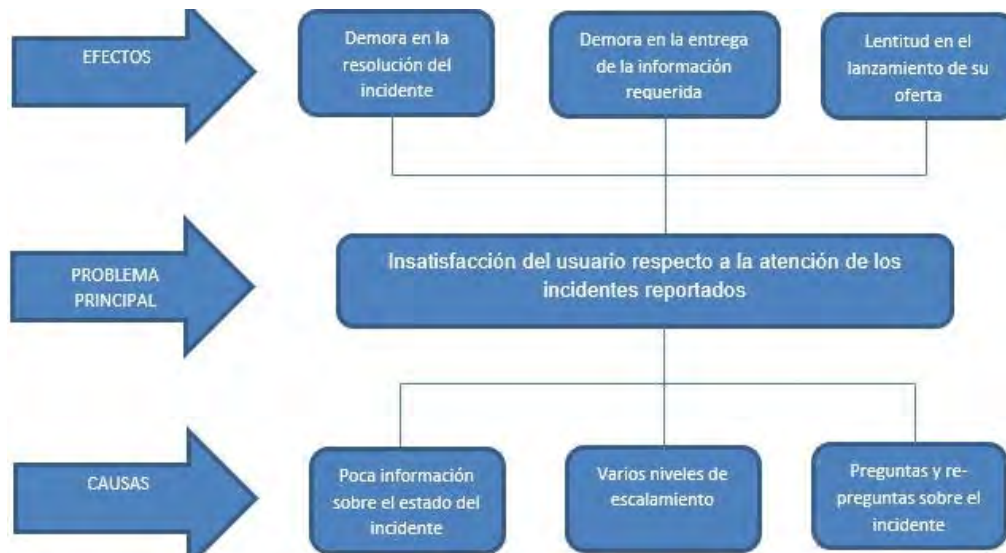 EFECTOS
Demora en la
resolución del
incidente
Demora en la entrega
de la información
requerida
Lentitud en el
lanzamiento de su
oferta
PROBLEMA
PRINCIPAL
Insatisfacción del usuario respecto a la atención de los
incidentes reportados
CAUSAS
Poca información
sobre el estado del
incidente
Varios niveles de
escalamiento
Preguntas y re-
preguntas sobre el
incidente